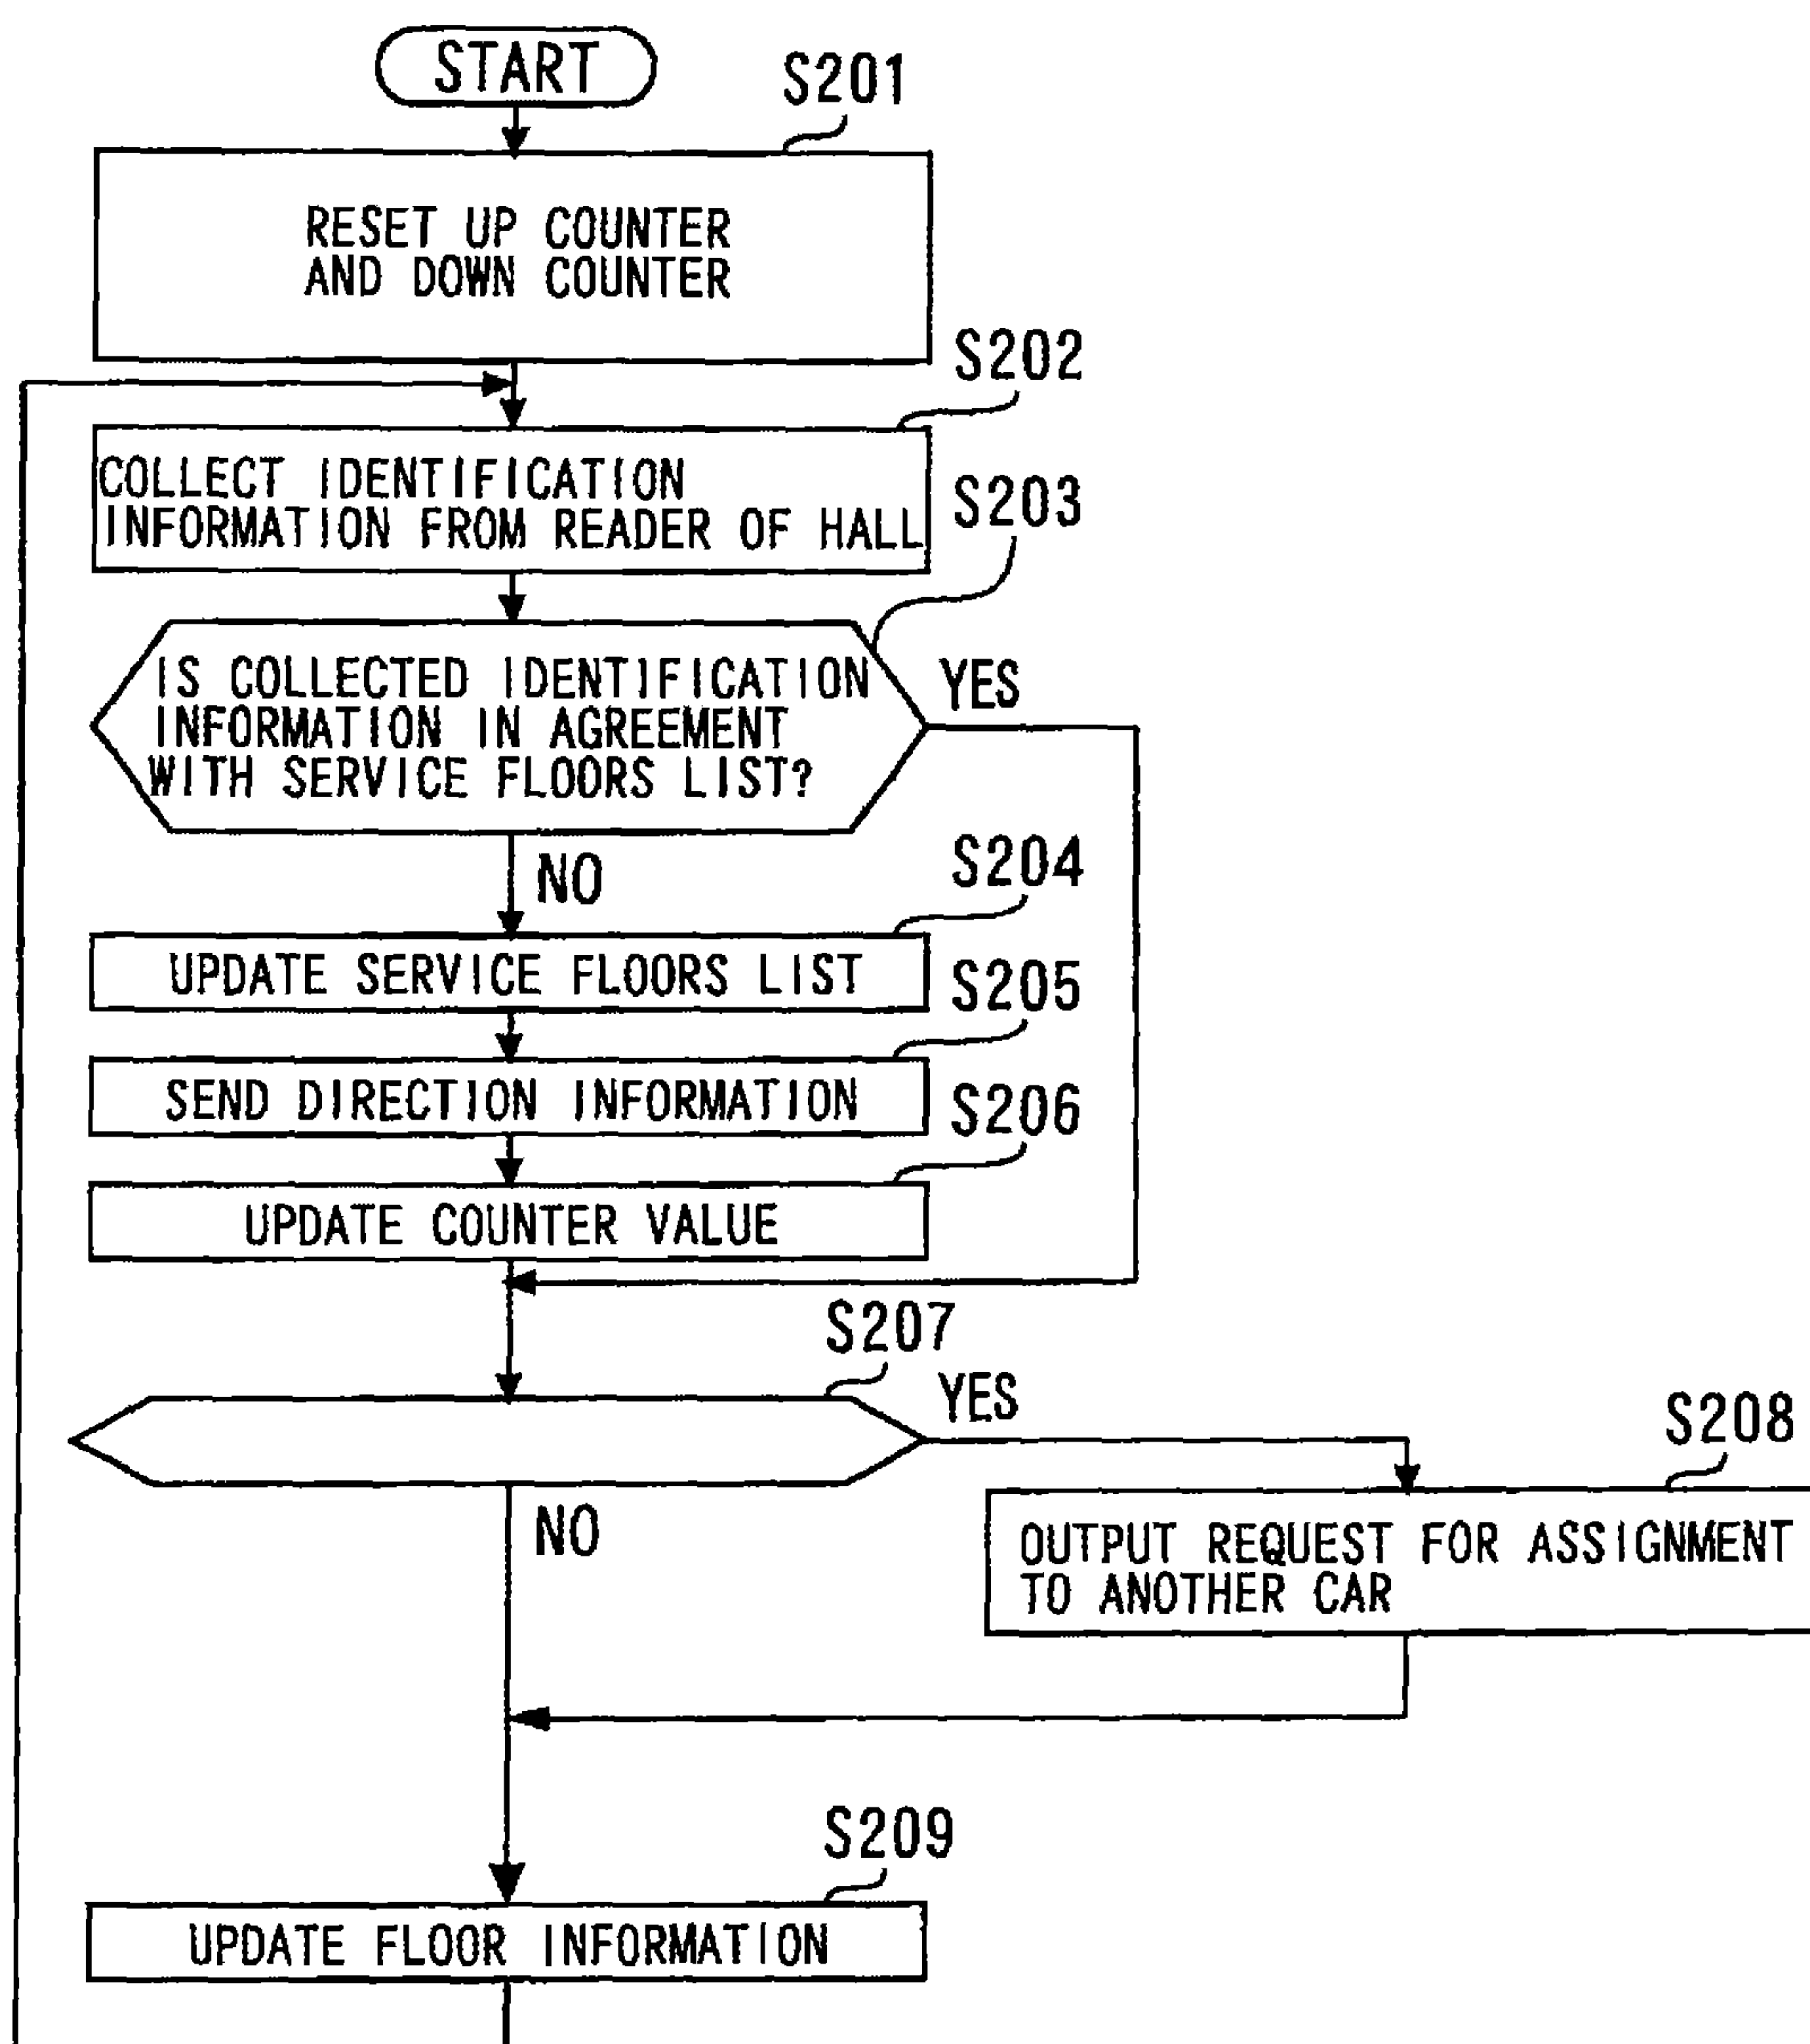 START
S201
RESET UP COUNTER
AND DOWN COUNTER
S202
COLLECT IDENTIFICATION
INFORMATION FROM READER OF HALL
S203
IS COLLECTED IDENTIFICATION
INFORMATION IN AGREEMENT
WITH SERVICE FLOORS LIST?
YES
NO
S204
UPDATE SERVICE FLOORS LIST
S205
SEND DIRECTION INFORMATION
S206
UPDATE COUNTER VALUE
S207
YES
NO
S208
OUTPUT REQUEST FOR ASSIGNMENT
TO ANOTHER CAR
S209
UPDATE FLOOR INFORMATION